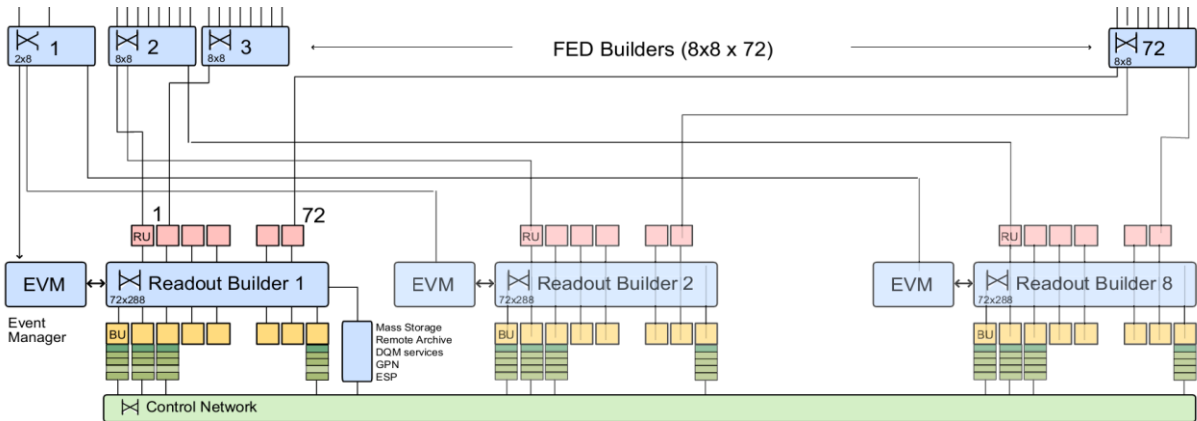 1
2x8
2
8x8
3
8x8
FED Builders (8x8 x 72)
72
8x8
1
72
RU
RU
RU
EVM
Readout Builder 1
72x288
EVM
Readout Builder 2
72x288
EVM
Readout Builder 8
72x288
Event
Manager
BU
Mass Storage
Remote Archive
DQM services
GPN
ESP
BU
BU
Control Network